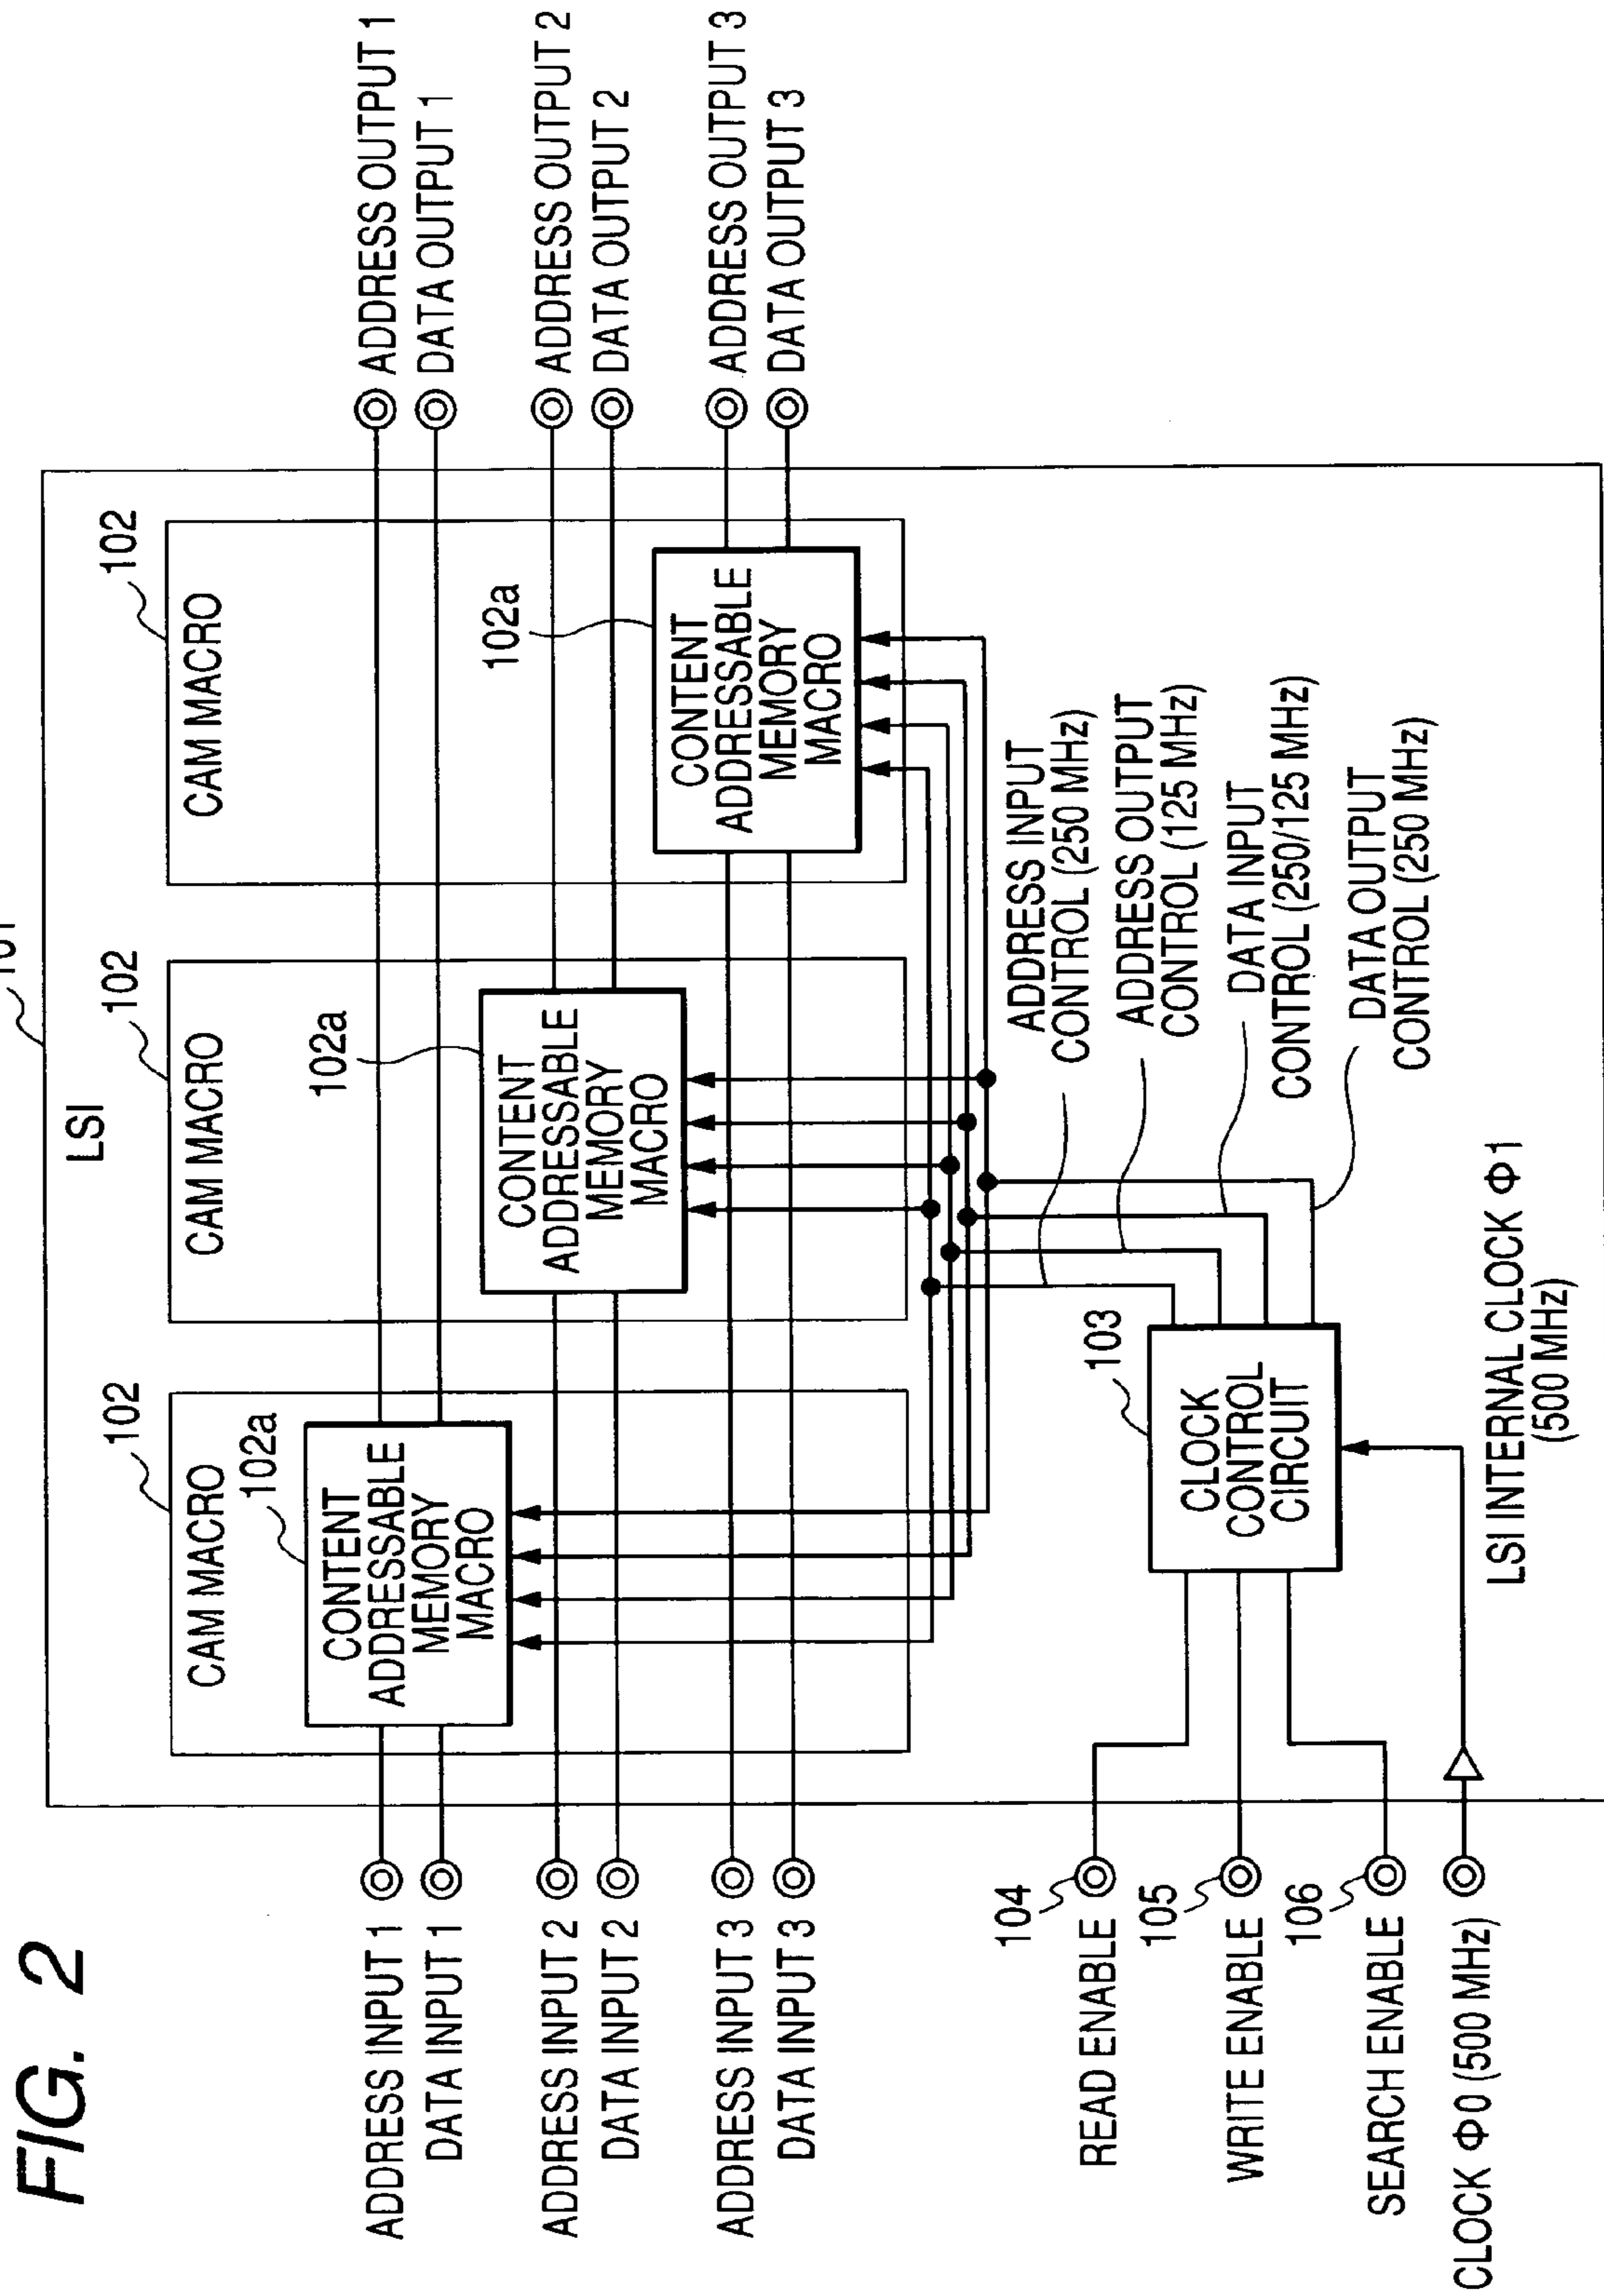 FIG. 2
101
LSI
102
CAM MACRO
102a
CONTENT
ADDRESSABLE
MEMORY
MACRO
102
CAM MACRO
102a
CONTENT
ADDRESSABLE
MEMORY
MACRO
102
CAM MACRO
102a
CONTENT
ADDRESSABLE
MEMORY
MACRO
ADDRESS INPUT 1
DATA INPUT 1
ADDRESS INPUT 2
DATA INPUT 2
ADDRESS INPUT 3
DATA INPUT 3
ADDRESS OUTPUT 1
DATA OUTPUT 1
ADDRESS OUTPUT 2
DATA OUTPUT 2
ADDRESS OUTPUT 3
DATA OUTPUT 3
ADDRESS INPUT
CONTROL (250 MHz)
ADDRESS OUTPUT
CONTROL (125 MHz)
DATA INPUT
CONTROL (250/125 MHz)
DATA OUTPUT
CONTROL (250 MHz)
103
CLOCK
CONTROL
CIRCUIT
104
READ ENABLE
105
WRITE ENABLE
106
SEARCH ENABLE
CLOCK Φ0 (500 MHz)
LSI INTERNAL CLOCK Φ1
(500 MHz)